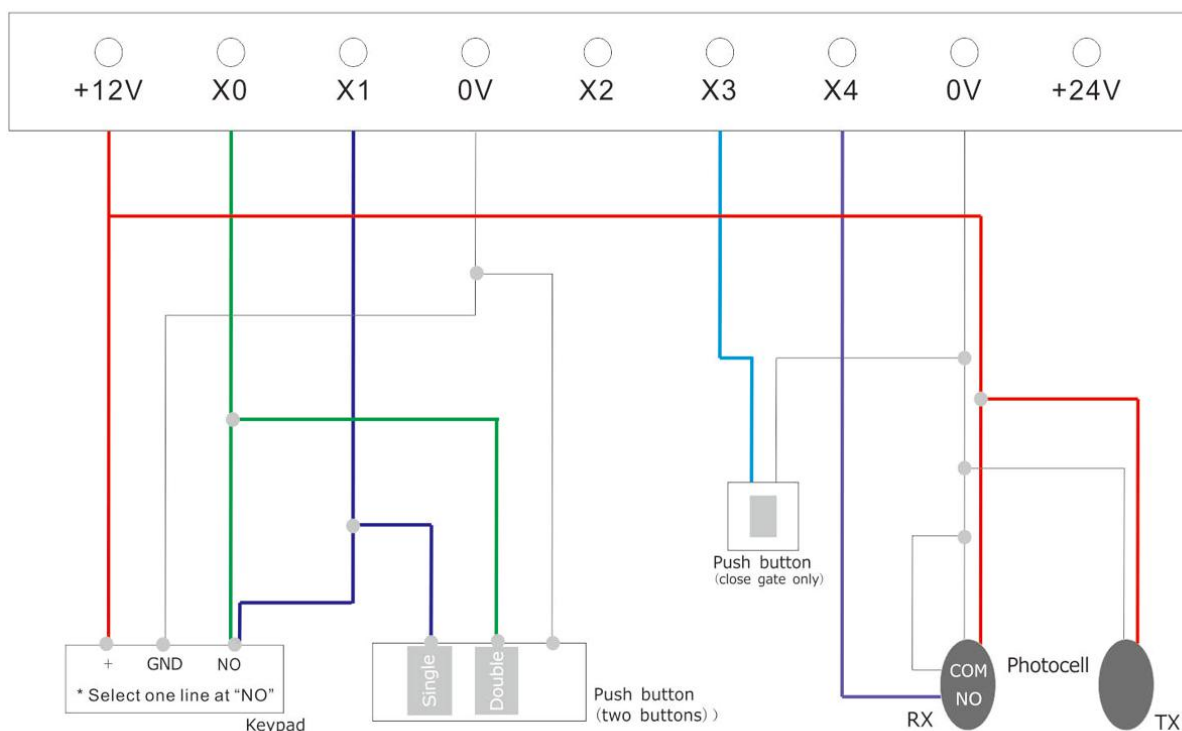 +12V X0 X1 0V X2 X3 X4 0V +24V
Push button
(close gate only)
+ GND NO
* Select one line at “NO”
Keypad
Single
Double
Push button
(two buttons))
COM
NO
RX
Photocell
TX